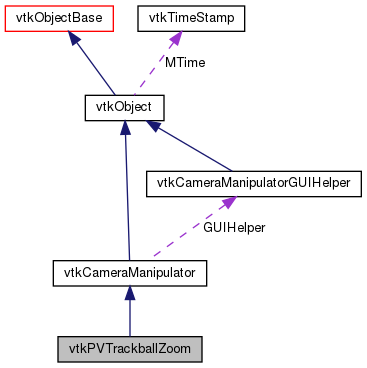 vtkObjectBase
vtkTimeStamp
MTime
vtkObject
vtkCameraManipulatorGUIHelper
GUIHelper
vtkCameraManipulator
vtkPVTrackballZoom